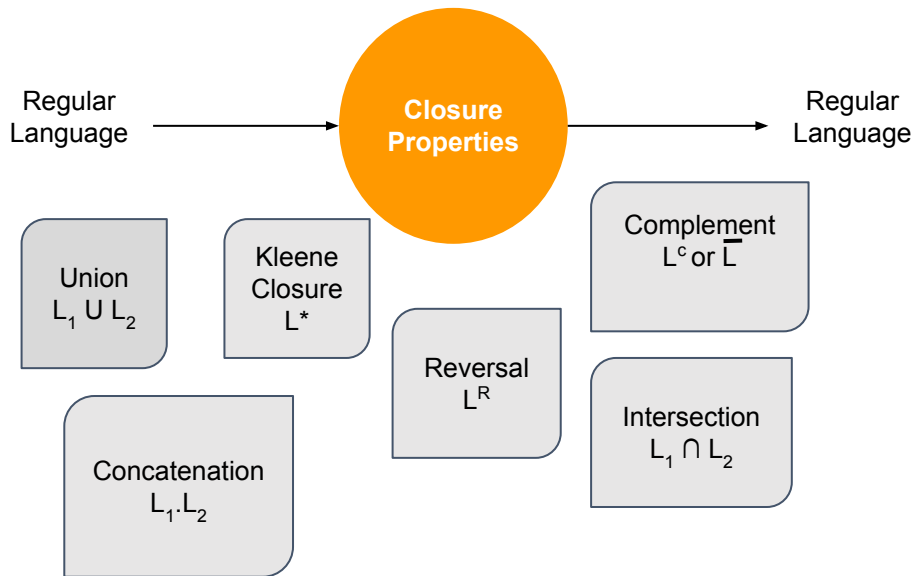 Regular
Language
Closure
Properties
Regular
Language
Union
L₁ U L₂
Kleene
Closure
L*
Complement
Lᶜ or L̅
Reversal
Lᴿ
Intersection
L₁ ∩ L₂
Concatenation
L₁.L₂